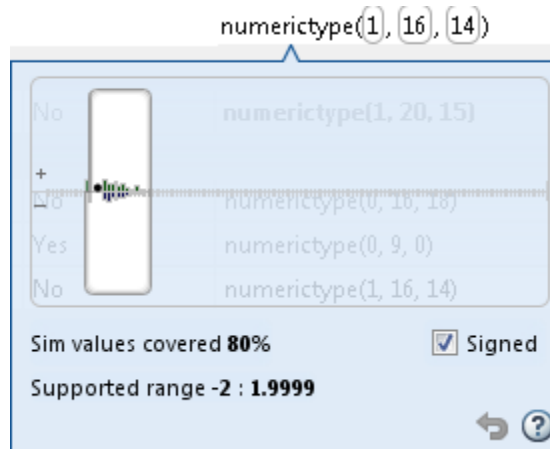 numerictype(1, 16, 14)
No numerictype(1, 20, 15)
+
No numerictype(0, 16, 18)
–
Yes numerictype(0, 9, 0)
No numerictype(1, 16, 14)
Sim values covered 80% Signed
Supported range -2 : 1.9999
?